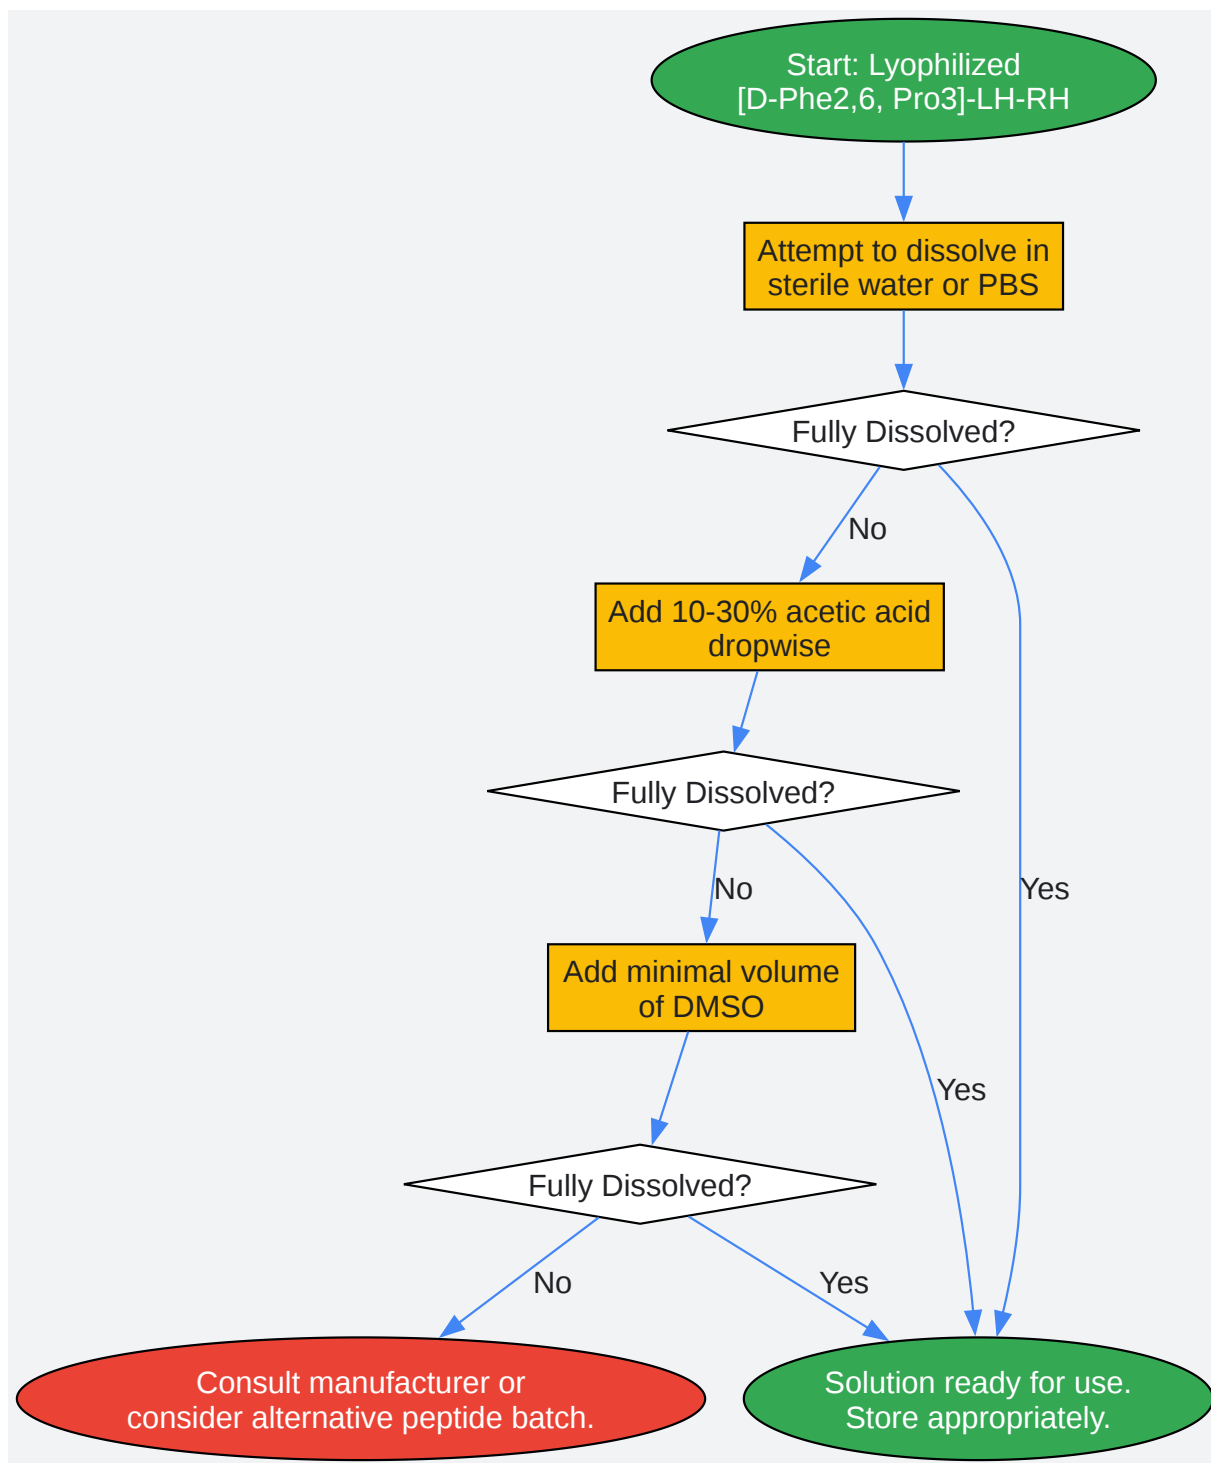 Start: Lyophilized
[D-Phe2,6, Pro3]-LH-RH
Attempt to dissolve in
sterile water or PBS
Fully Dissolved?
No
Add 10-30% acetic acid
dropwise
Fully Dissolved?
No
Yes
Add minimal volume
of DMSO
Yes
Fully Dissolved?
No
Yes
Consult manufacturer or
consider alternative peptide batch.
Solution ready for use.
Store appropriately.